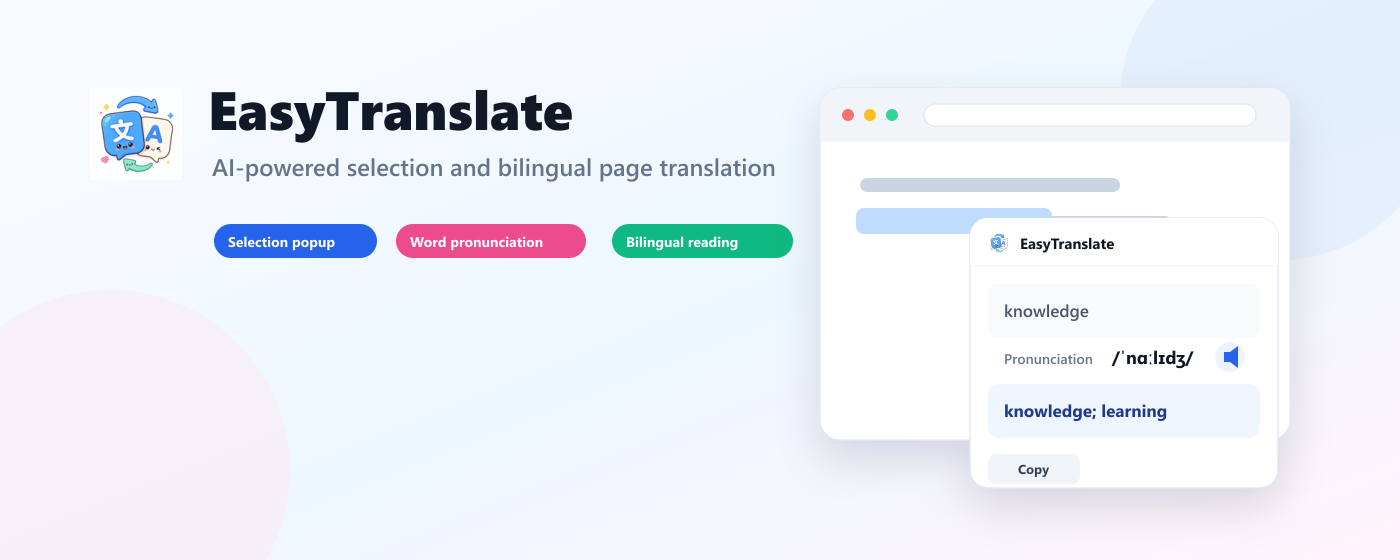 文 A
EasyTranslate
AI-powered selection and bilingual page translation
Selection popup
Word pronunciation
Bilingual reading
EasyTranslate
knowledge
Pronunciation /ˈnɑːlɪdʒ/
knowledge; learning
Copy